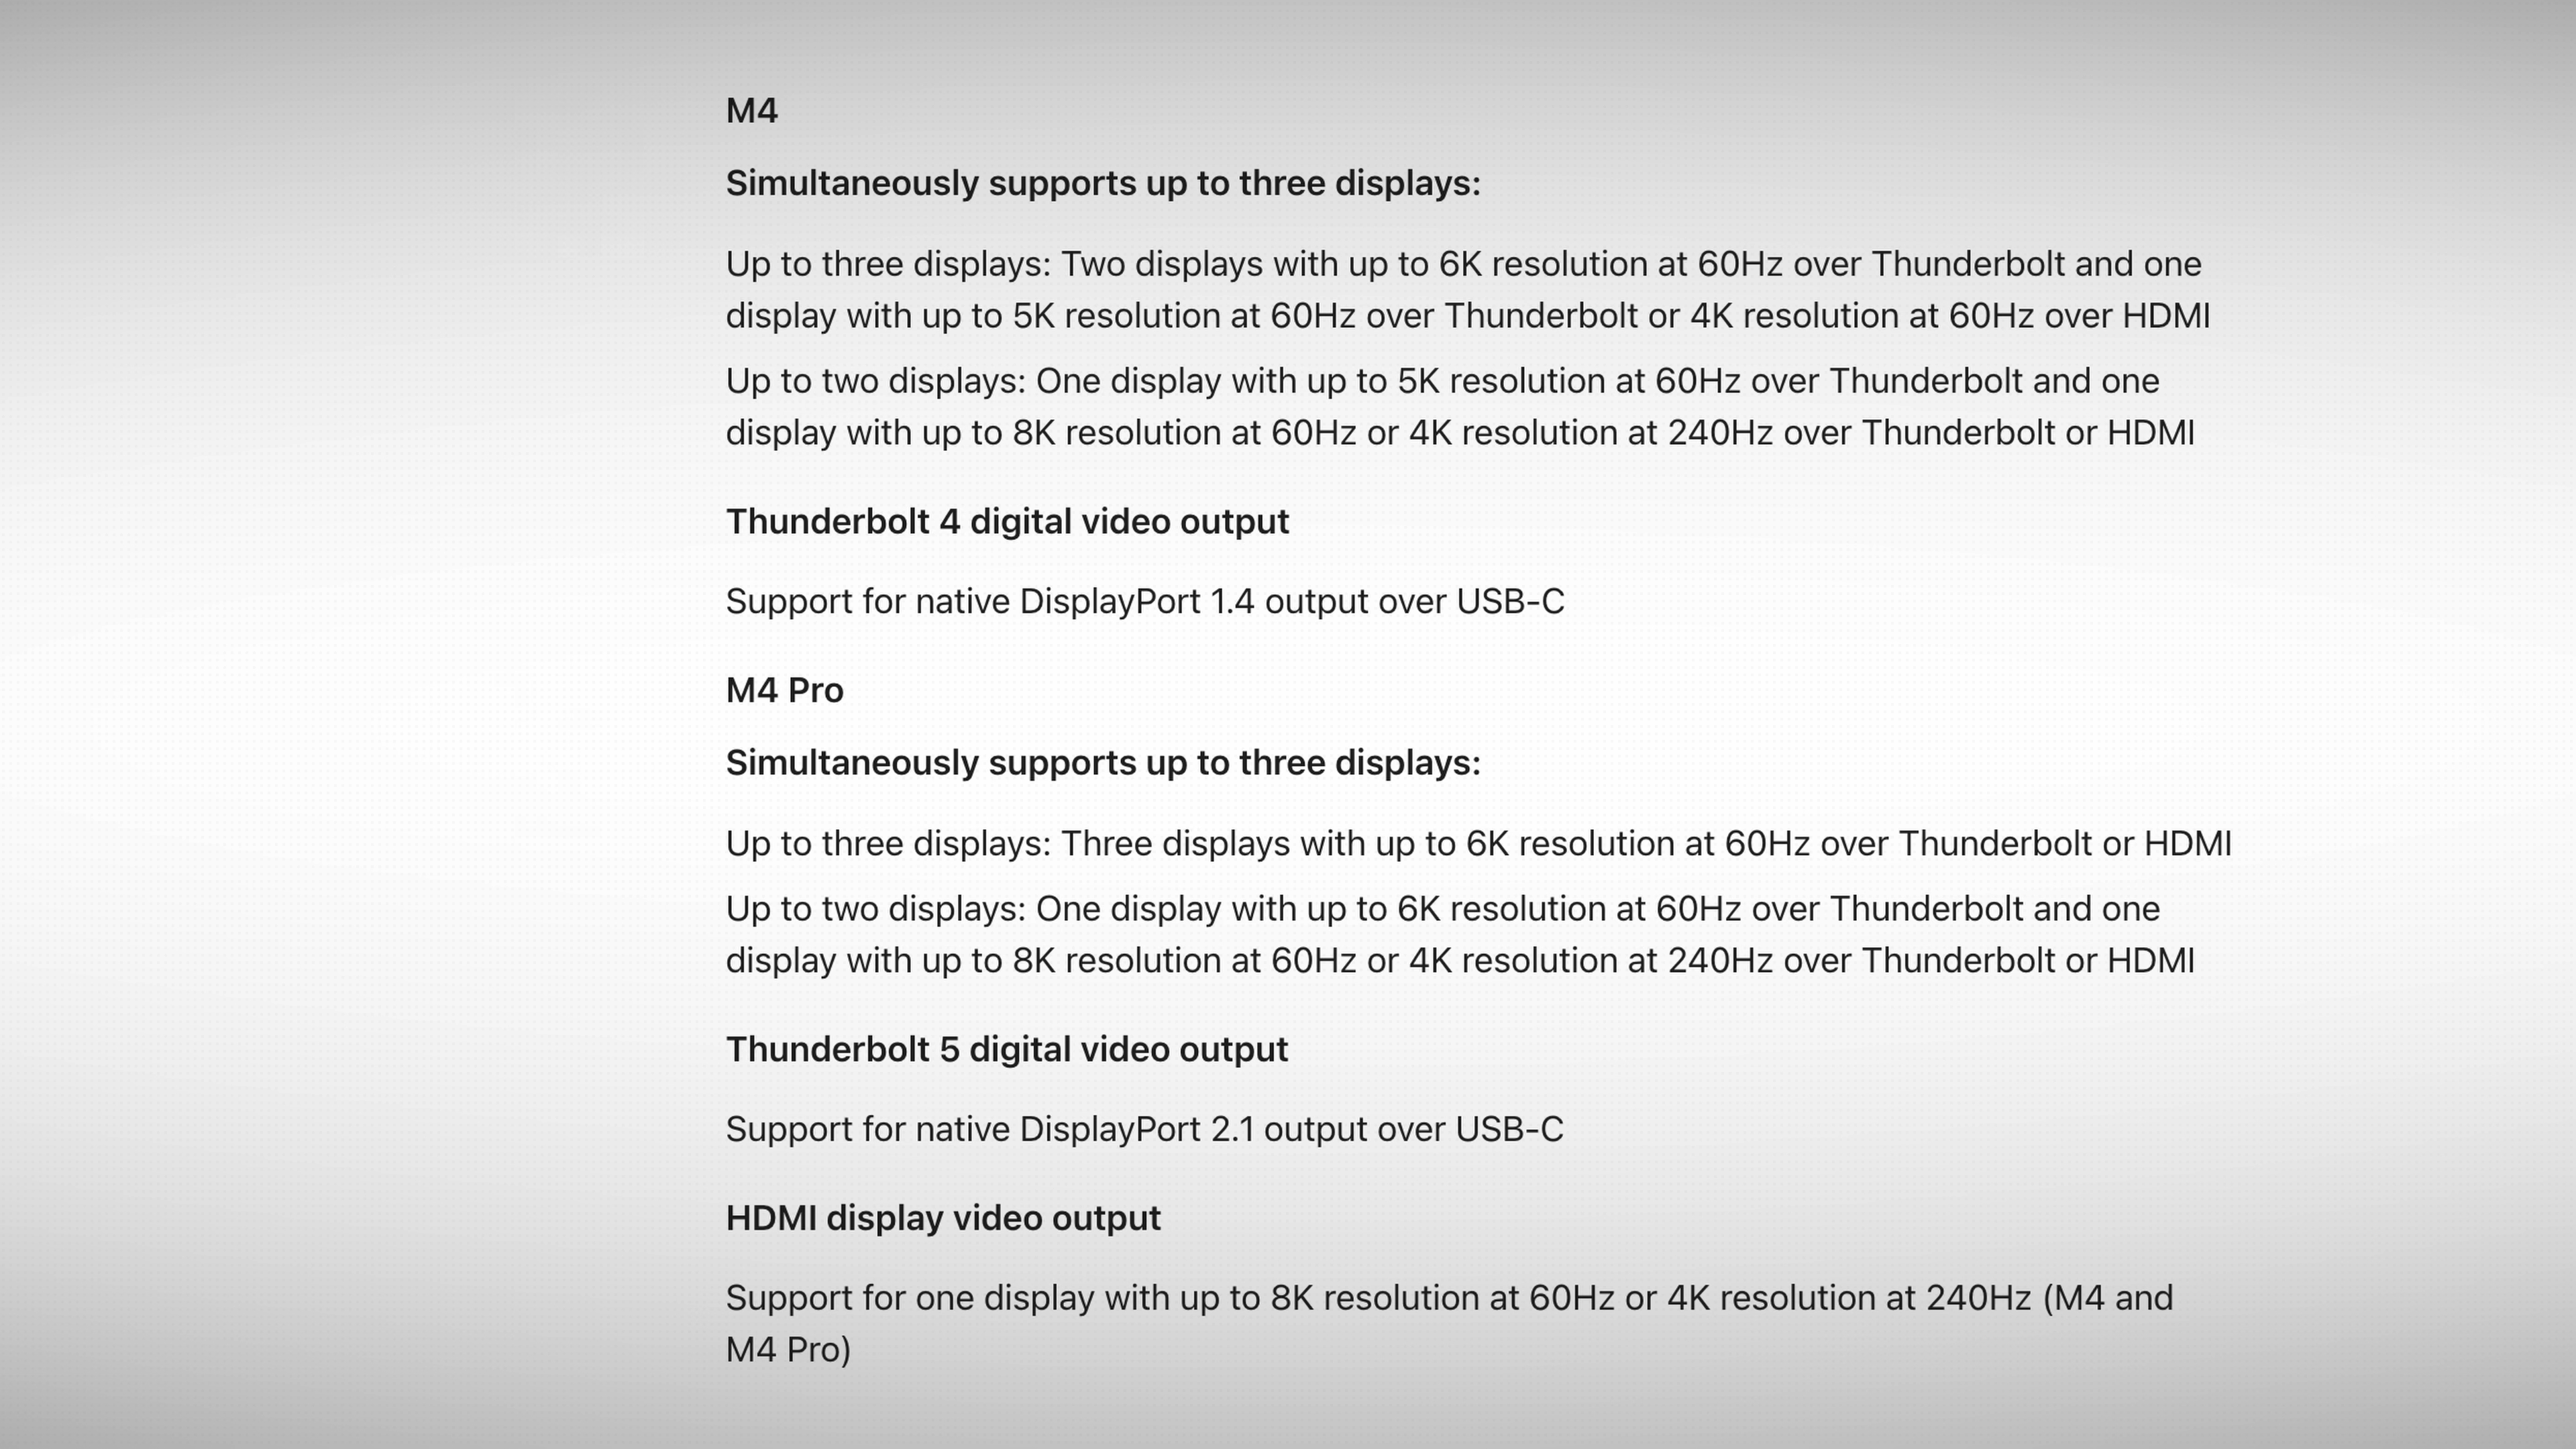 M4
Simultaneously supports up to three displays:
Up to three displays: Two displays with up to 6K resolution at 60Hz over Thunderbolt and one
display with up to 5K resolution at 60Hz over Thunderbolt or 4K resolution at 60Hz over HDMI
Up to two displays: One display with up to 5K resolution at 60Hz over Thunderbolt and one
display with up to 8K resolution at 60Hz or 4K resolution at 240Hz over Thunderbolt or HDMI
Thunderbolt 4 digital video output
Support for native DisplayPort 1.4 output over USB-C
M4 Pro
Simultaneously supports up to three displays:
Up to three displays: Three displays with up to 6K resolution at 60Hz over Thunderbolt or HDMI
Up to two displays: One display with up to 6K resolution at 60Hz over Thunderbolt and one
display with up to 8K resolution at 60Hz or 4K resolution at 240Hz over Thunderbolt or HDMI
Thunderbolt 5 digital video output
Support for native DisplayPort 2.1 output over USB-C
HDMI display video output
Support for one display with up to 8K resolution at 60Hz or 4K resolution at 240Hz (M4 and
M4 Pro)